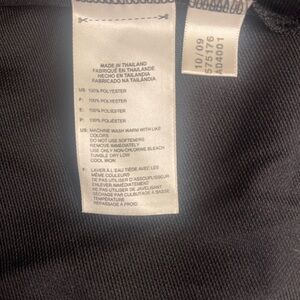 MADE IN THAILAND
FABRIQUÉ EN THAILANDE
HECHO EN TAILANDIA
FABRICADO NA TAILÂNDIA
US: 100% POLYESTER
F: 100% POLYESTER
E: 100% POLIÉSTER
P: 100% POLIÉSTER
US: MACHINE WASH WARM WITH LIKE
COLORS
DO NOT USE SOFTENERS
REMOVE IMMEDIATELY
USE ONLY NON-CHLORINE BLEACH
TUMBLE DRY LOW
COOL IRON
F: LAVER A L'EAU TIÈDE AVEC LES
MÊME COULEURS
NE PAS UTILISER D'ASSOUPLISSEUR
ENLEVER IMMÉDIATEMENT
NE PAS UTILISER DE JAVELISANT
SÉCHAGE PAR CULBUTAGE À BASSE
TEMPÉRATURE
REPASSAGE À FROID
10/09
575176
AD4001